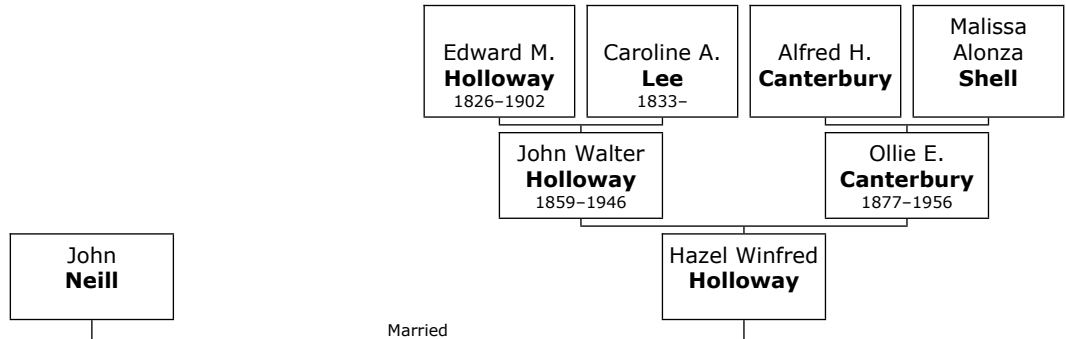 Edward M.
Holloway
1826–1902
Caroline A.
Lee
1833–
Alfred H.
Canterbury
Malissa
Alonza
Shell
John Walter
Holloway
1859–1946
Ollie E.
Canterbury
1877–1956
John
Neill
Hazel Winfred
Holloway
Married